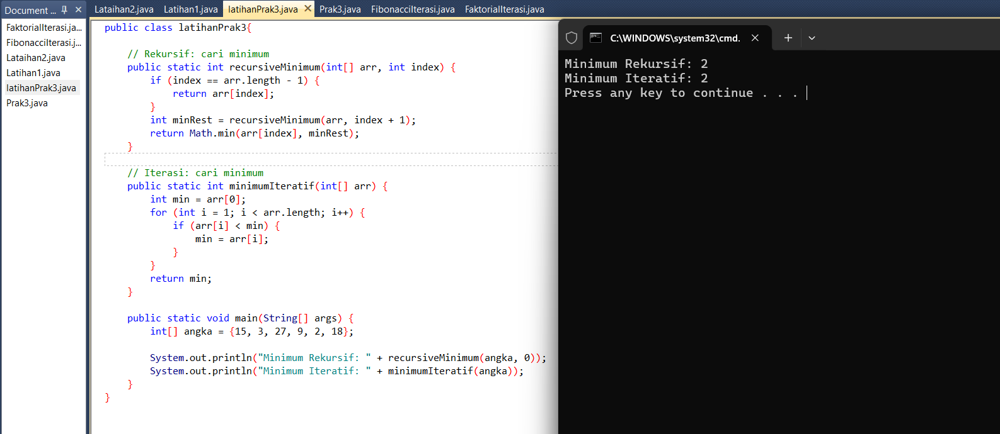 Document ...
FaktorialIterasi.ja...
FibonacciIterasi.j...
Lataihan2.java
Latihan1.java
latihanPrak3.java
Prak3.java
Lataihan2.java Latihan1.java latihanPrak3.java Prak3.java FibonacciIterasi.java FaktorialIterasi.java
public class latihanPrak3{
// Rekursif: cari minimum
public static int recursiveMinimum(int[] arr, int index) {
if (index == arr.length - 1) {
return arr[index];
}
int minRest = recursiveMinimum(arr, index + 1);
return Math.min(arr[index], minRest);
}
// Iterasi: cari minimum
public static int minimumIteratif(int[] arr) {
int min = arr[0];
for (int i = 1; i < arr.length; i++) {
if (arr[i] < min) {
min = arr[i];
}
}
return min;
}
public static void main(String[] args) {
int[] angka = {15, 3, 27, 9, 2, 18};
System.out.println("Minimum Rekursif: " + recursiveMinimum(angka, 0));
System.out.println("Minimum Iteratif: " + minimumIteratif(angka));
}
}
C:\WINDOWS\system32\cmd.
Minimum Rekursif: 2
Minimum Iteratif: 2
Press any key to continue . . .